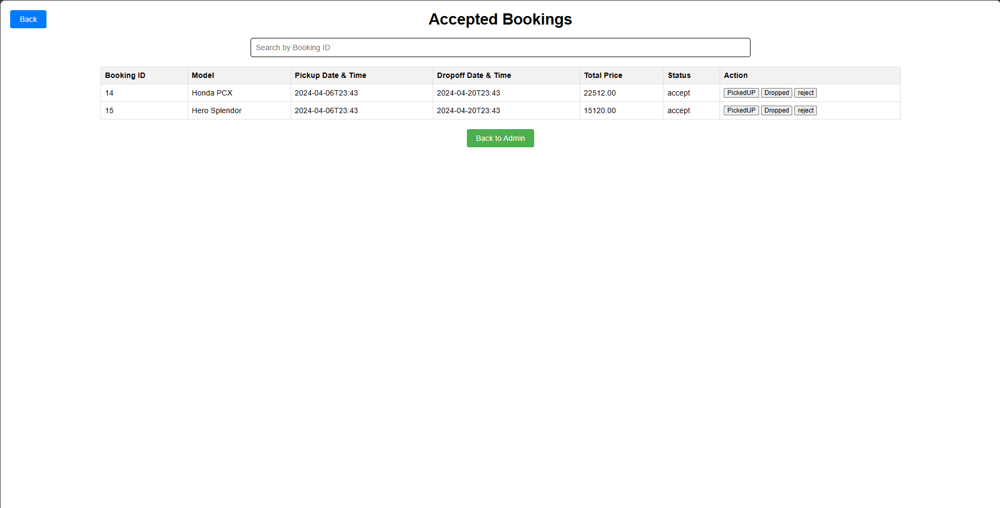 Back
Accepted Bookings
Search by Booking ID
Booking ID Model Pickup Date & Time Dropoff Date & Time Total Price Status Action
14 Honda PCX 2024-04-06T23:43 2024-04-20T23:43 22512.00 accept PickedUP Dropped reject
15 Hero Splendor 2024-04-06T23:43 2024-04-20T23:43 15120.00 accept PickedUP Dropped reject
Back to Admin